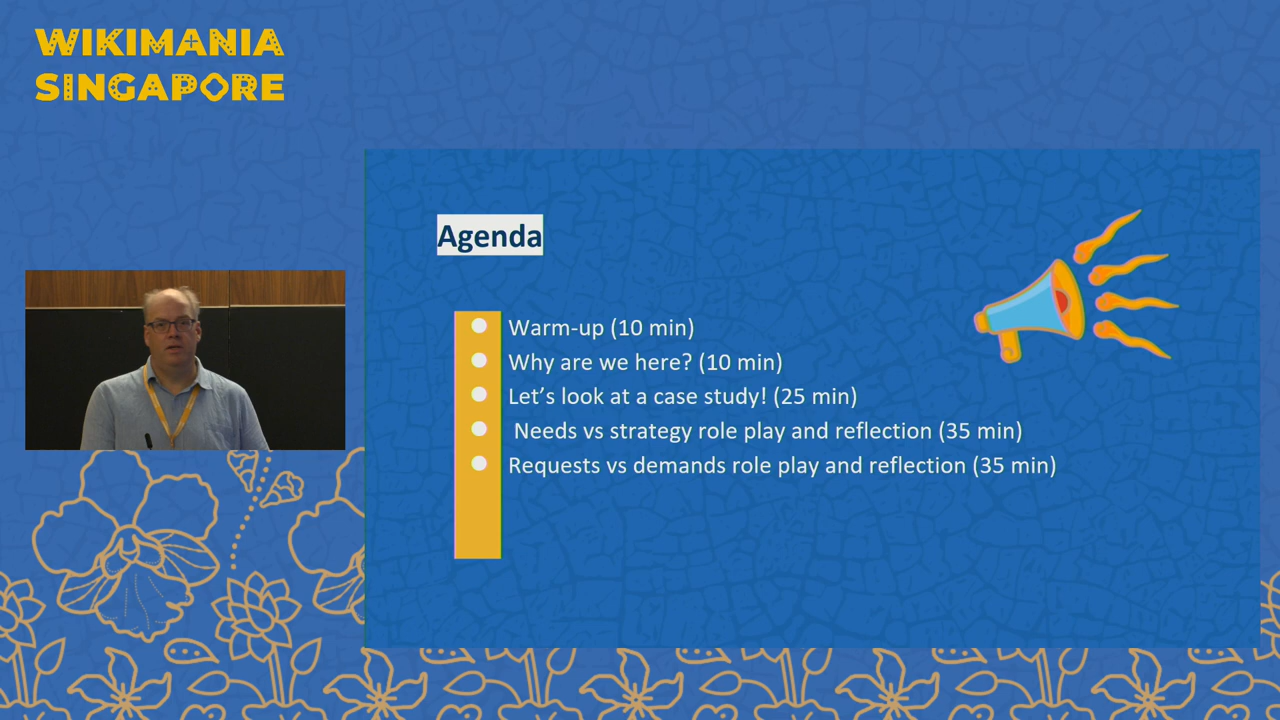 WIKIMANIA
SINGAPORE
Agenda
Warm-up (10 min)
Why are we here? (10 min)
Let's look at a case study! (25 min)
Needs vs strategy role play and reflection (35 min)
Requests vs demands role play and reflection (35 min)